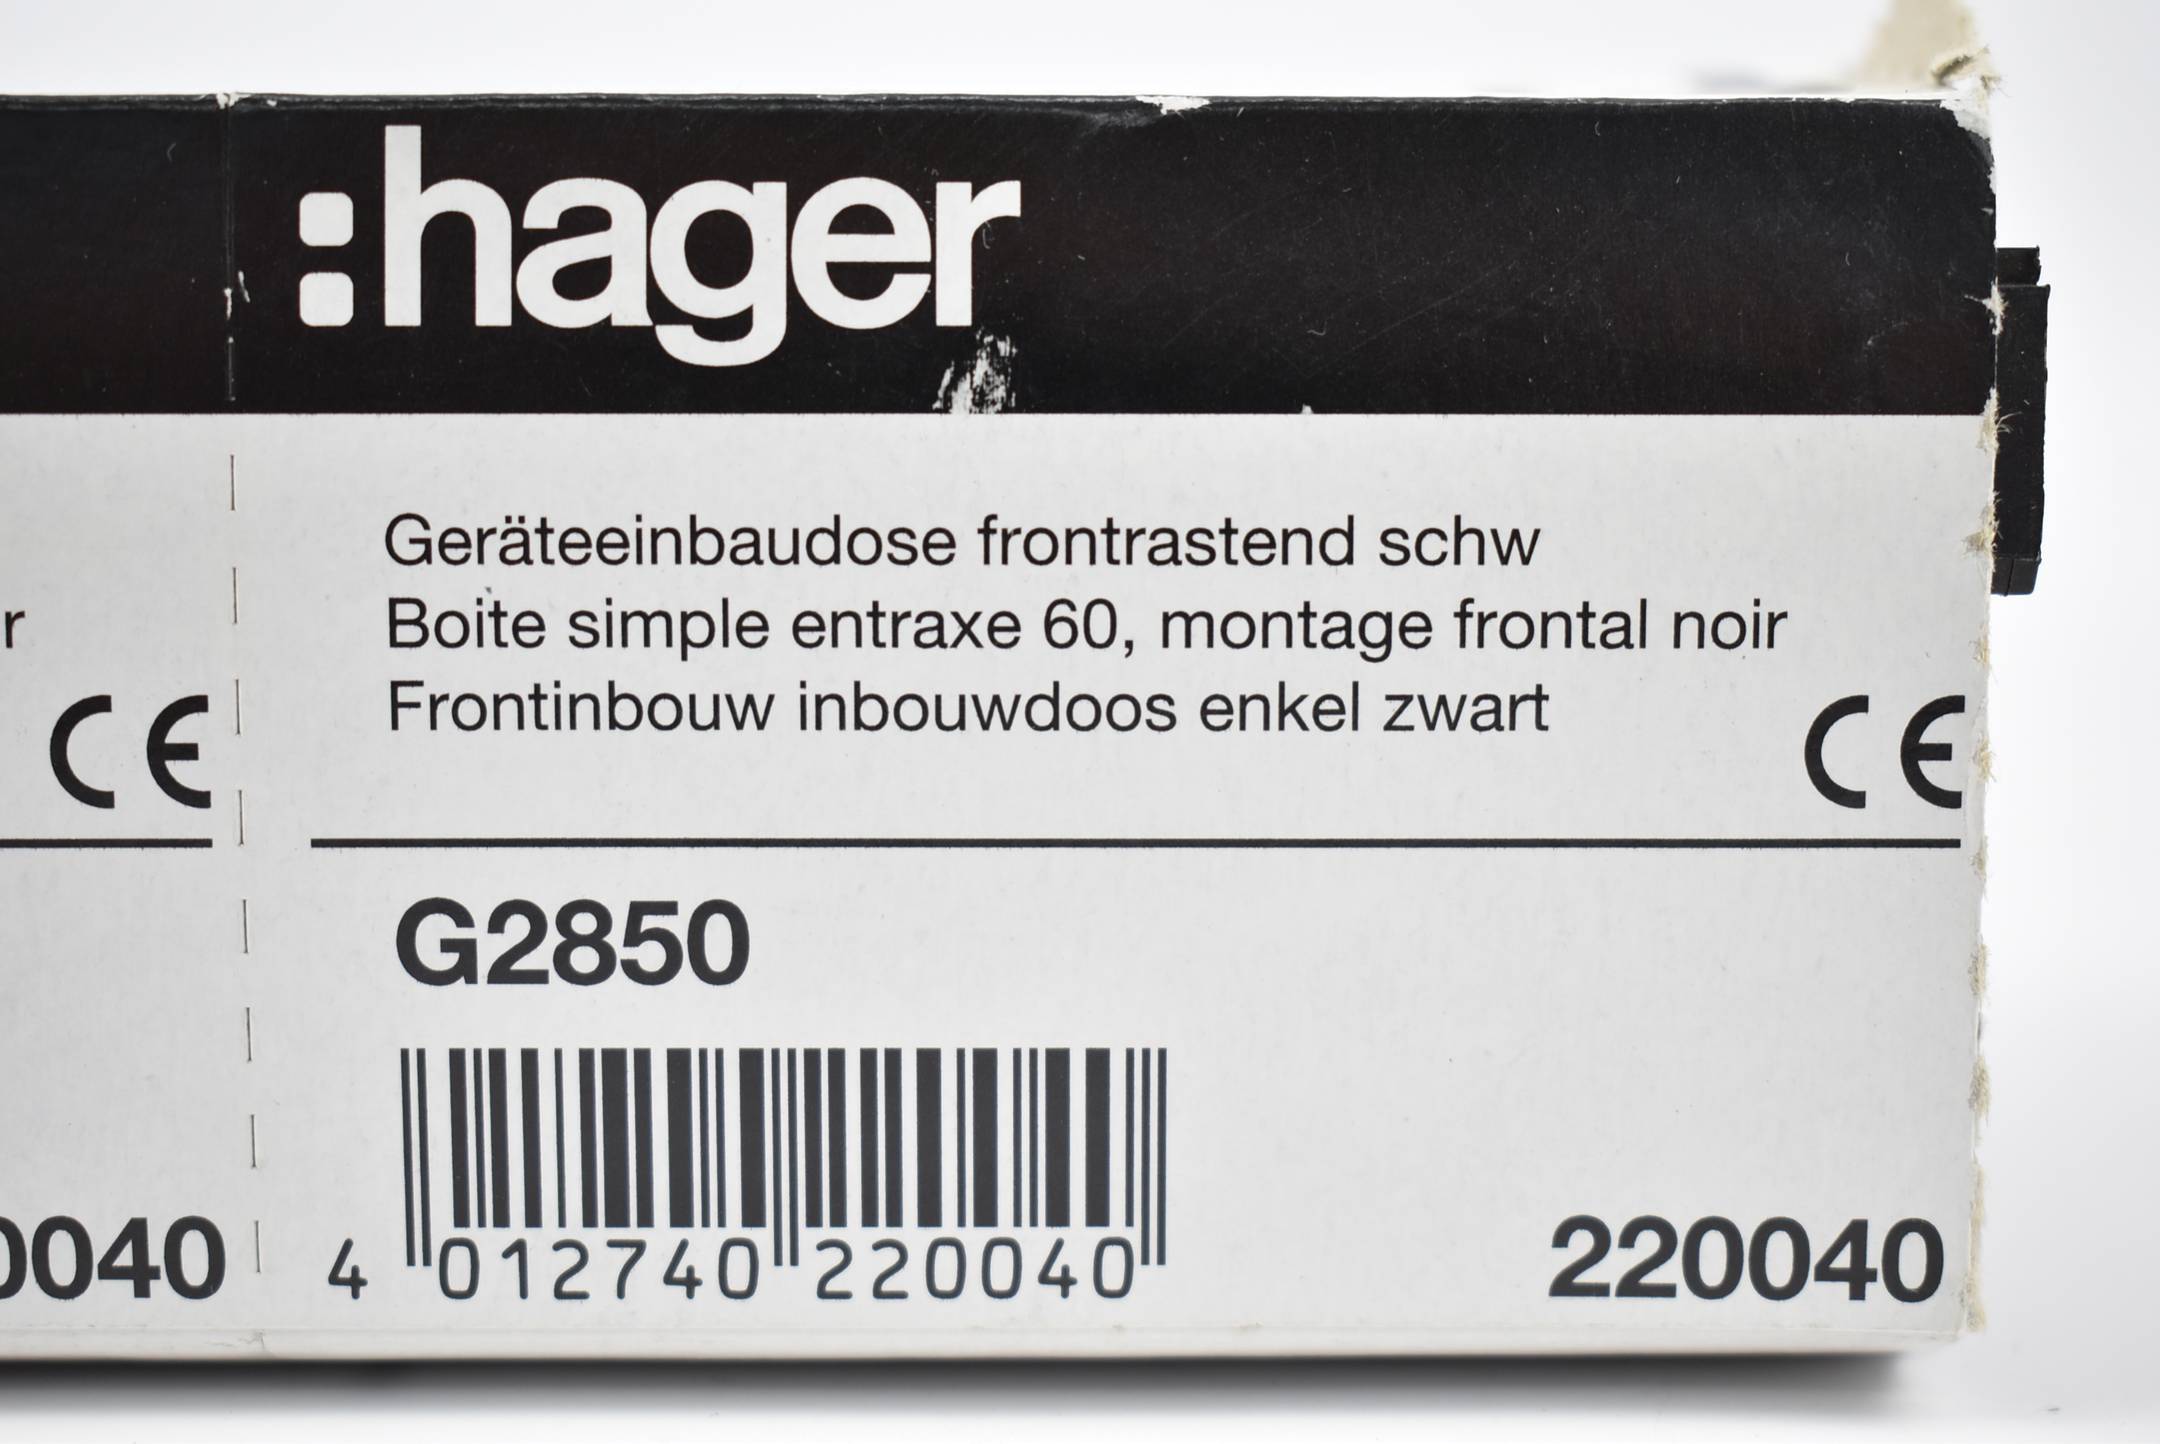 :hager
Geräteeinbaudose frontrastend schw
Boite simple entraxe 60, montage frontal noir
Frontinbouw inbouwdoos enkel zwart
r
CE
CE
G2850
4 012740 220040
0040
220040